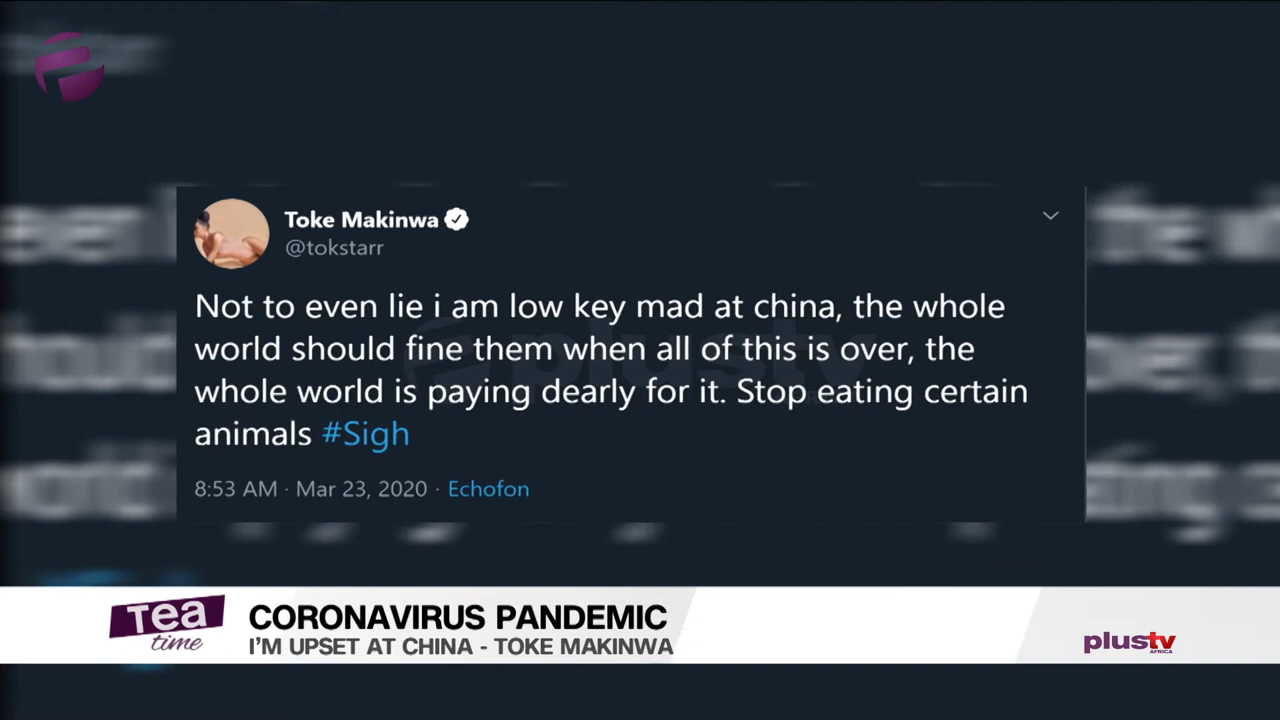 Toke Makinwa
@tokstarr
Not to even lie i am low key mad at china, the whole
world should fine them when all of this is over, the
whole world is paying dearly for it. Stop eating certain
animals #Sigh
8:53 AM · Mar 23, 2020 · Echofon
Tea
time
CORONAVIRUS PANDEMIC
I'M UPSET AT CHINA - TOKE MAKINWA
plustv
AFRICA